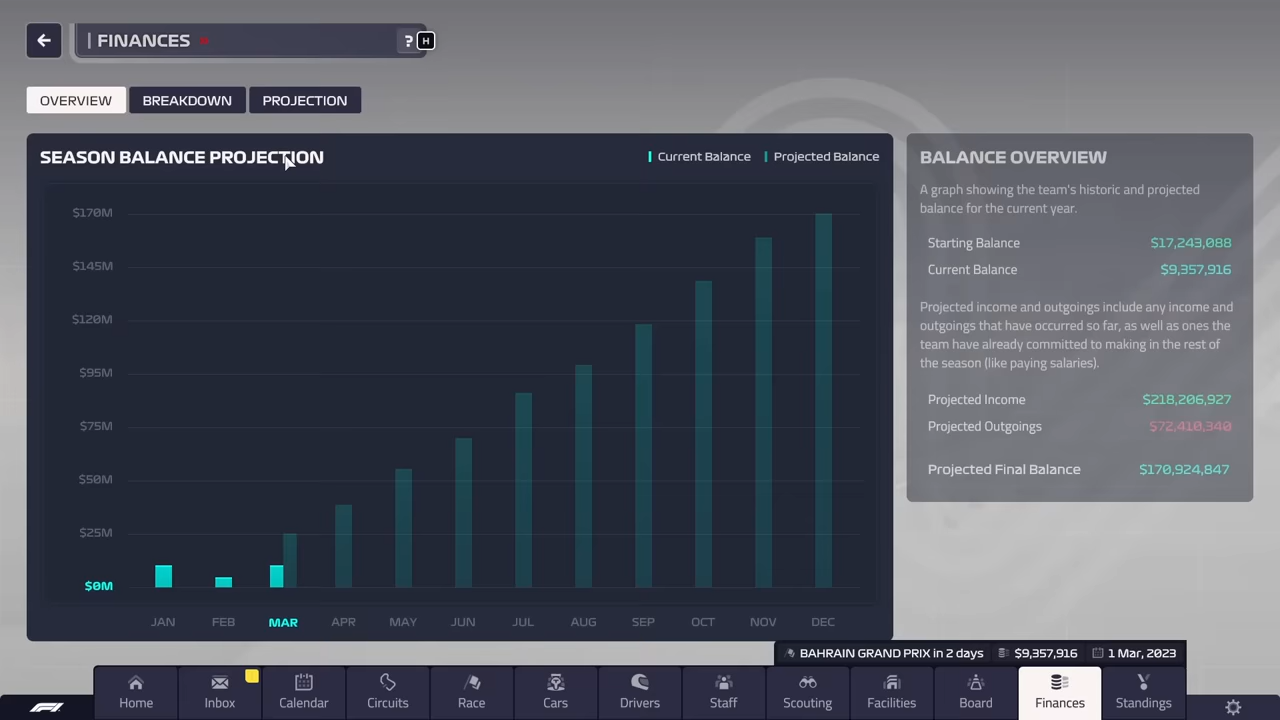 FINANCES
? H
OVERVIEW
BREAKDOWN
PROJECTION
SEASON BALANCE PROJECTION
Current Balance
Projected Balance
$170M
$145M
$120M
$95M
$75M
$50M
$25M
$0M
JAN
FEB
MAR
APR
MAY
JUN
JUL
AUG
SEP
OCT
NOV
DEC
BALANCE OVERVIEW
A graph showing the team's historic and projected
balance for the current year.
Starting Balance $17,243,088
Current Balance $9,357,916
Projected income and outgoings include any income and
outgoings that have occurred so far, as well as ones the
team have already committed to making in the rest of
the season (like paying salaries).
Projected Income $218,206,927
Projected Outgoings $72,410,340
Projected Final Balance $170,924,847
BAHRAIN GRAND PRIX in 2 days
$9,357,916
1 Mar, 2023
F1
Home
Inbox
Calendar
Circuits
Race
Cars
Drivers
Staff
Scouting
Facilities
Board
Finances
Standings